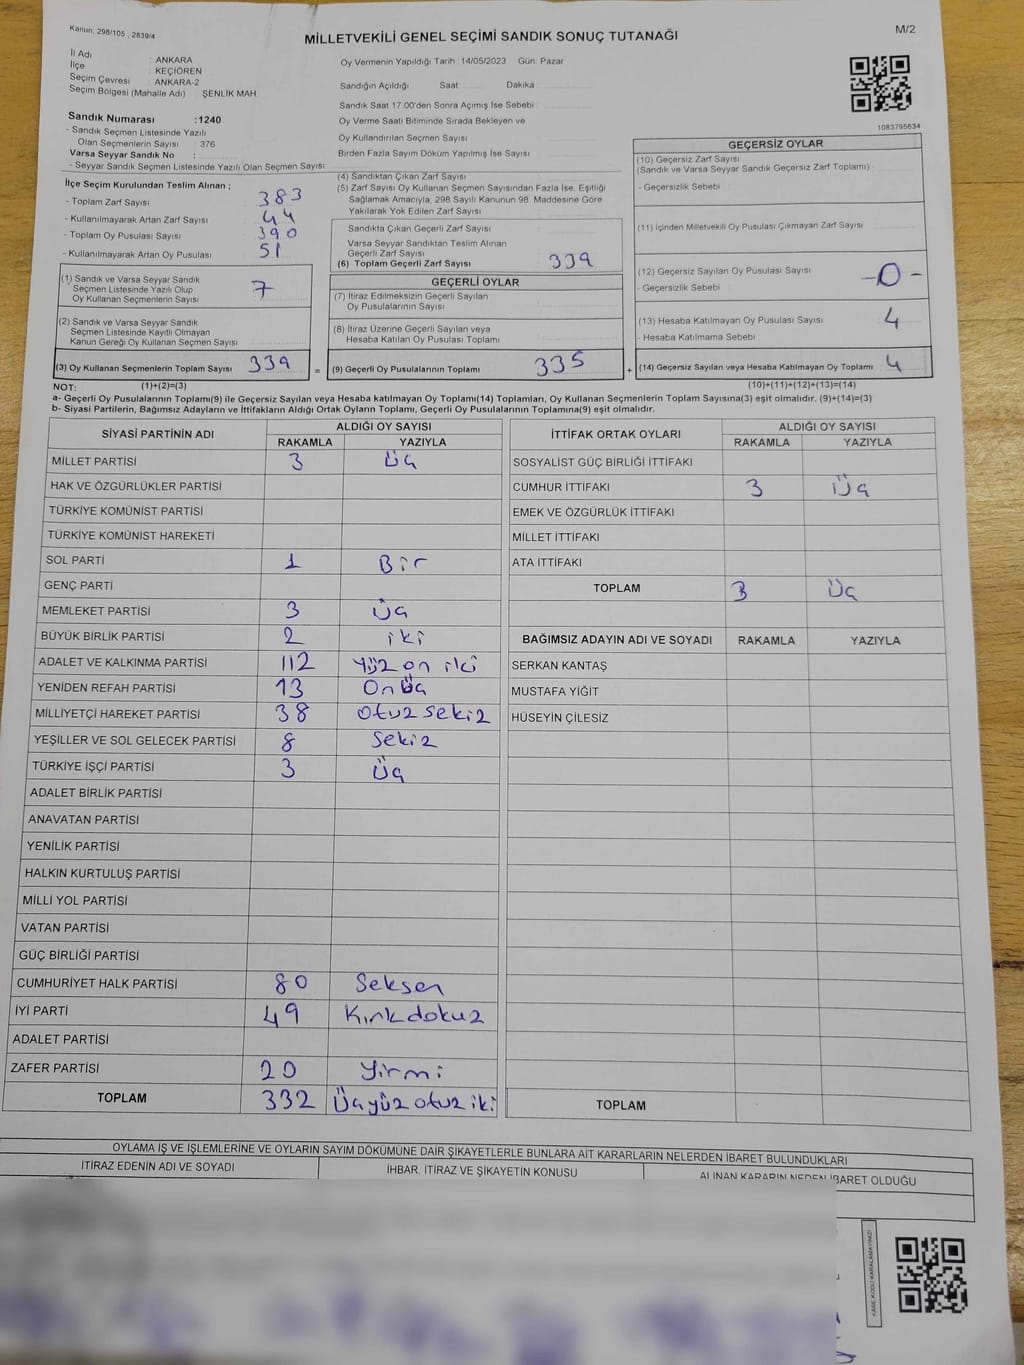 Kanun; 298/105 , 2839/4
MİLLETVEKİLİ GENEL SEÇİMİ SANDIK SONUÇ TUTANAĞI
M/2
İl Adı : ANKARA
İlçe : KEÇİÖREN
Seçim Çevresi : ANKARA-2
Seçim Bölgesi (Mahalle Adı) : ŞENLİK MAH
Sandık Numarası :1240
- Sandık Seçmen Listesinde Yazılı
Olan Seçmenlerin Sayısı 376
Varsa Seyyar Sandık No :
- Seyyar Sandık Seçmen Listesinde Yazılı Olan Seçmen Sayısı
Oy Vermenin Yapıldığı Tarih : 14/05/2023 Gün: Pazar
Sandığın Açıldığı Saat Dakika
Sandık Saat 17:00'den Sonra Açımış İse Sebebi
Oy Verme Saati Bitiminde Sırada Bekleyen ve
Oy Kullandırılan Seçmen Sayısı
Birden Fazla Sayım Döküm Yapılmış İse Sayısı
1083795634
İlçe Seçim Kurulundan Teslim Alınan ;
- Toplam Zarf Sayısı 383
- Kullanılmayarak Artan Zarf Sayısı 44
- Toplam Oy Pusulası Sayısı 390
- Kullanılmayarak Artan Oy Pusulası 51
(4) Sandıktan Çıkan Zarf Sayısı
(5) Zarf Sayısı Oy Kullanan Seçmen Sayısından Fazla İse, Eşitliği
Sağlamak Amacıyla; 298 Sayılı Kanunun 98. Maddesine Göre
Yakılarak Yok Edilen Zarf Sayısı
Sandıkta Çıkan Geçerli Zarf Sayısı
Varsa Seyyar Sandıktan Teslim Alınan
Geçerli Zarf Sayısı
(6) Toplam Geçerli Zarf Sayısı 339
GEÇERSİZ OYLAR
(10) Geçersiz Zarf Sayısı
(Sandık ve Varsa Seyyar Sandık Geçersiz Zarf Toplamı)
- Geçersizlik Sebebi
(11) İçinden Milletvekili Oy Pusulası Çıkmayan Zarf Sayısı
(12) Geçersiz Sayılan Oy Pusulası Sayısı -0-
- Geçersizlik Sebebi
(13) Hesaba Katılmayan Oy Pusulası Sayısı 4
- Hesaba Katılmama Sebebi
(14) Geçersiz Sayılan veya Hesaba Katılmayan Oy Toplamı 4
(1) Sandık ve Varsa Seyyar Sandık
Seçmen Listesinde Yazılı Olup
Oy Kullanan Seçmenlerin Sayısı 7
(2) Sandık ve Varsa Seyyar Sandık
Seçmen Listesinde Kayıtlı Olmayan
Kanun Gereği Oy Kullanan Seçmen Sayısı
(3) Oy Kullanan Seçmenlerin Toplam Sayısı 339 =
GEÇERLİ OYLAR
(7) İtiraz Edilmeksizin Geçerli Sayılan
Oy Pusulalarının Sayısı
(8) İtiraz Üzerine Geçerli Sayılan veya
Hesaba Katılan Oy Pusulası Toplamı
(9) Geçerli Oy Pusulalarının Toplamı 335 +
NOT: (1)+(2)=(3) (10)+(11)+(12)+(13)=(14)
a- Geçerli Oy Pusulalarının Toplamı(9) ile Geçersiz Sayılan veya Hesaba katılmayan Oy Toplamı(14) Toplamları, Oy Kullanan Seçmenlerin Toplam Sayısına(3) eşit olmalıdır. (9)+(14)=(3)
b- Siyasi Partilerin, Bağımsız Adayların ve İttifakların Aldığı Ortak Oyların Toplamı, Geçerli Oy Pusulalarının Toplamına(9) eşit olmalıdır.
SİYASİ PARTİNİN ADI ALDIĞI OY SAYISI
RAKAMLA YAZIYLA
MİLLET PARTİSİ 3 Üç
HAK VE ÖZGÜRLÜKLER PARTİSİ
TÜRKİYE KOMÜNİST PARTİSİ
TÜRKİYE KOMÜNİST HAREKETİ
SOL PARTİ 1 Bir
GENÇ PARTİ
MEMLEKET PARTİSİ 3 Üç
BÜYÜK BİRLİK PARTİSİ 2 iki
ADALET VE KALKINMA PARTİSİ 112 Yüz on iki
YENİDEN REFAH PARTİSİ 13 On üç
MİLLİYETÇİ HAREKET PARTİSİ 38 otuz sekiz
YEŞİLLER VE SOL GELECEK PARTİSİ 8 Sekiz
TÜRKİYE İŞÇİ PARTİSİ 3 Üç
ADALET BİRLİK PARTİSİ
ANAVATAN PARTİSİ
YENİLİK PARTİSİ
HALKIN KURTULUŞ PARTİSİ
MİLLİ YOL PARTİSİ
VATAN PARTİSİ
GÜÇ BİRLİĞİ PARTİSİ
CUMHURİYET HALK PARTİSİ 80 Seksen
İYİ PARTİ 49 Kırk dokuz
ADALET PARTİSİ
ZAFER PARTİSİ 20 Yirmi
TOPLAM 332 Üç yüz otuz iki
İTTİFAK ORTAK OYLARI ALDIĞI OY SAYISI
RAKAMLA YAZIYLA
SOSYALİST GÜÇ BİRLİĞİ İTTİFAKI
CUMHUR İTTİFAKI 3 Üç
EMEK VE ÖZGÜRLÜK İTTİFAKI
MİLLET İTTİFAKI
ATA İTTİFAKI
TOPLAM 3 Üç
BAĞIMSIZ ADAYIN ADI VE SOYADI RAKAMLA YAZIYLA
SERKAN KANTAŞ
MUSTAFA YİĞİT
HÜSEYİN ÇİLESİZ
TOPLAM
OYLAMA İŞ VE İŞLEMLERİNE VE OYLARIN SAYIM DÖKÜMÜNE DAİR ŞİKAYETLERLE BUNLARA AİT KARARLARIN NELERDEN İBARET BULUNDUKLARI
İTİRAZ EDENİN ADI VE SOYADI İHBAR, İTİRAZ VE ŞİKAYETİN KONUSU ALINAN KARARIN NEDEN İBARET OLDUĞU
KARE KODU KARALAMAYINIZ!